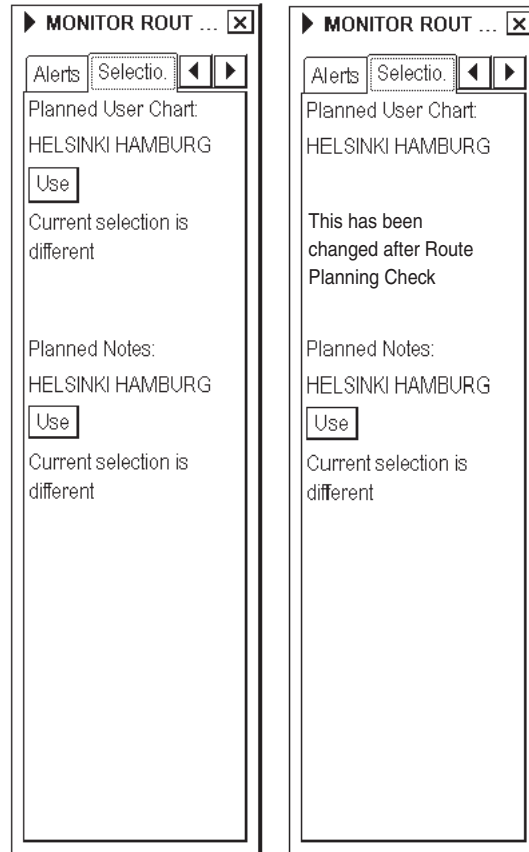 MONITOR ROUT ...
Alerts Selectio.
Planned User Chart:
HELSINKI HAMBURG
Use
Current selection is
different
Planned Notes:
HELSINKI HAMBURG
Use
Current selection is
different
MONITOR ROUT ...
Alerts Selectio.
Planned User Chart:
HELSINKI HAMBURG
This has been
changed after Route
Planning Check
Planned Notes:
HELSINKI HAMBURG
Use
Current selection is
different